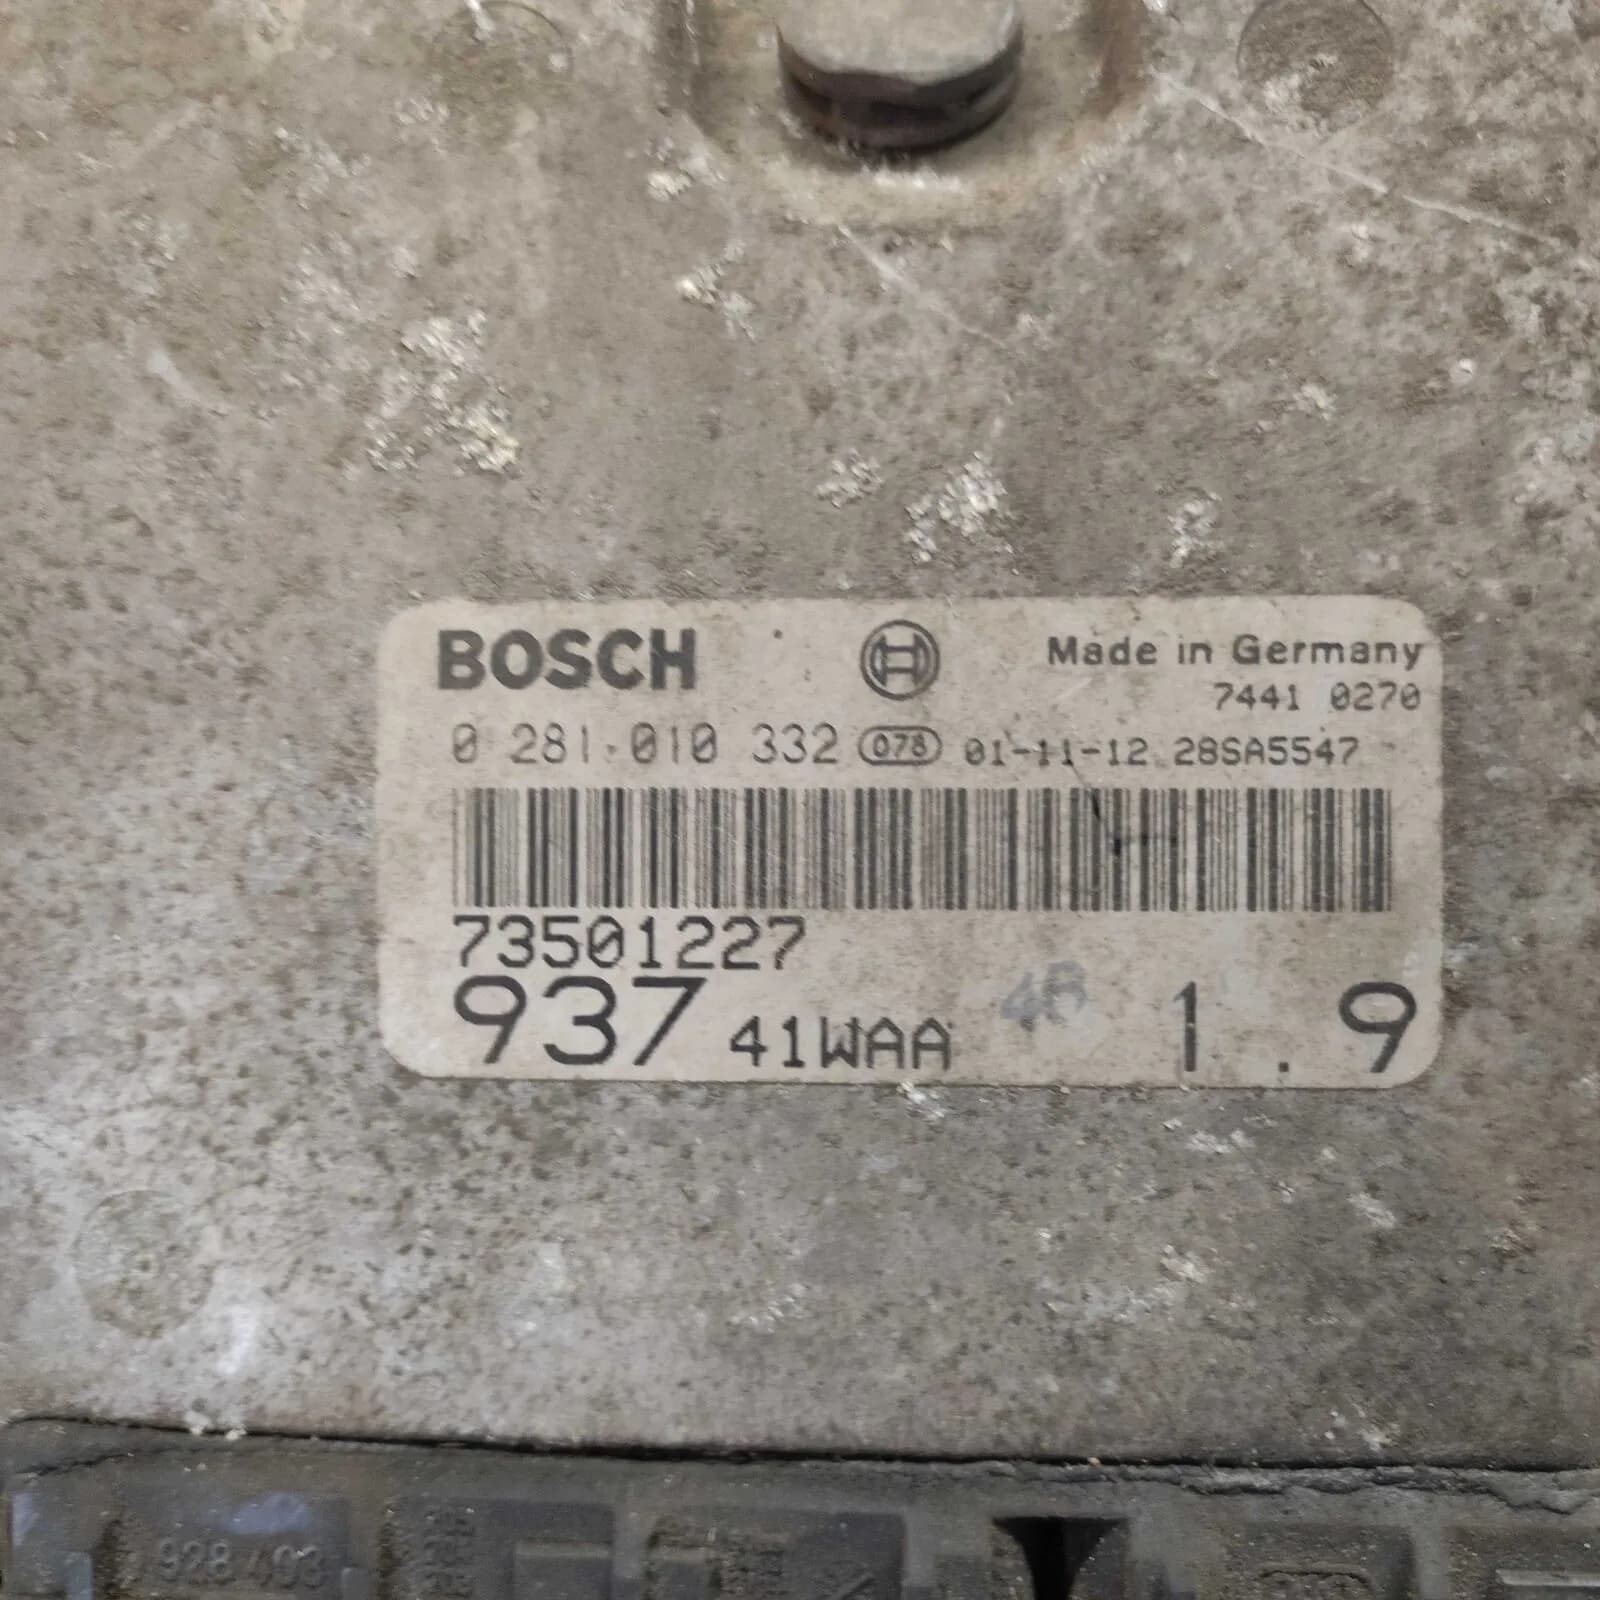 BOSCH Made in Germany
7441 0270
0 281 010 332 078 01-11-12 28SA5547
73501227
937 41WAA 1.9
928 403